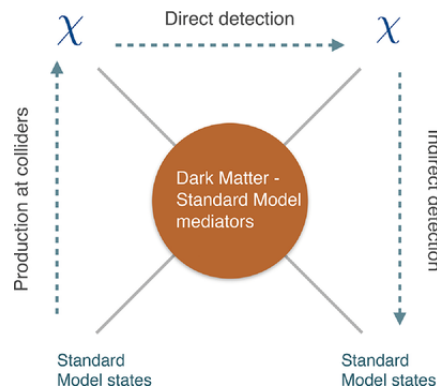 Direct detection
χ
χ
Production at colliders
Dark Matter -
Standard Model
mediators
Indirect detection
Standard
Model states
Standard
Model states